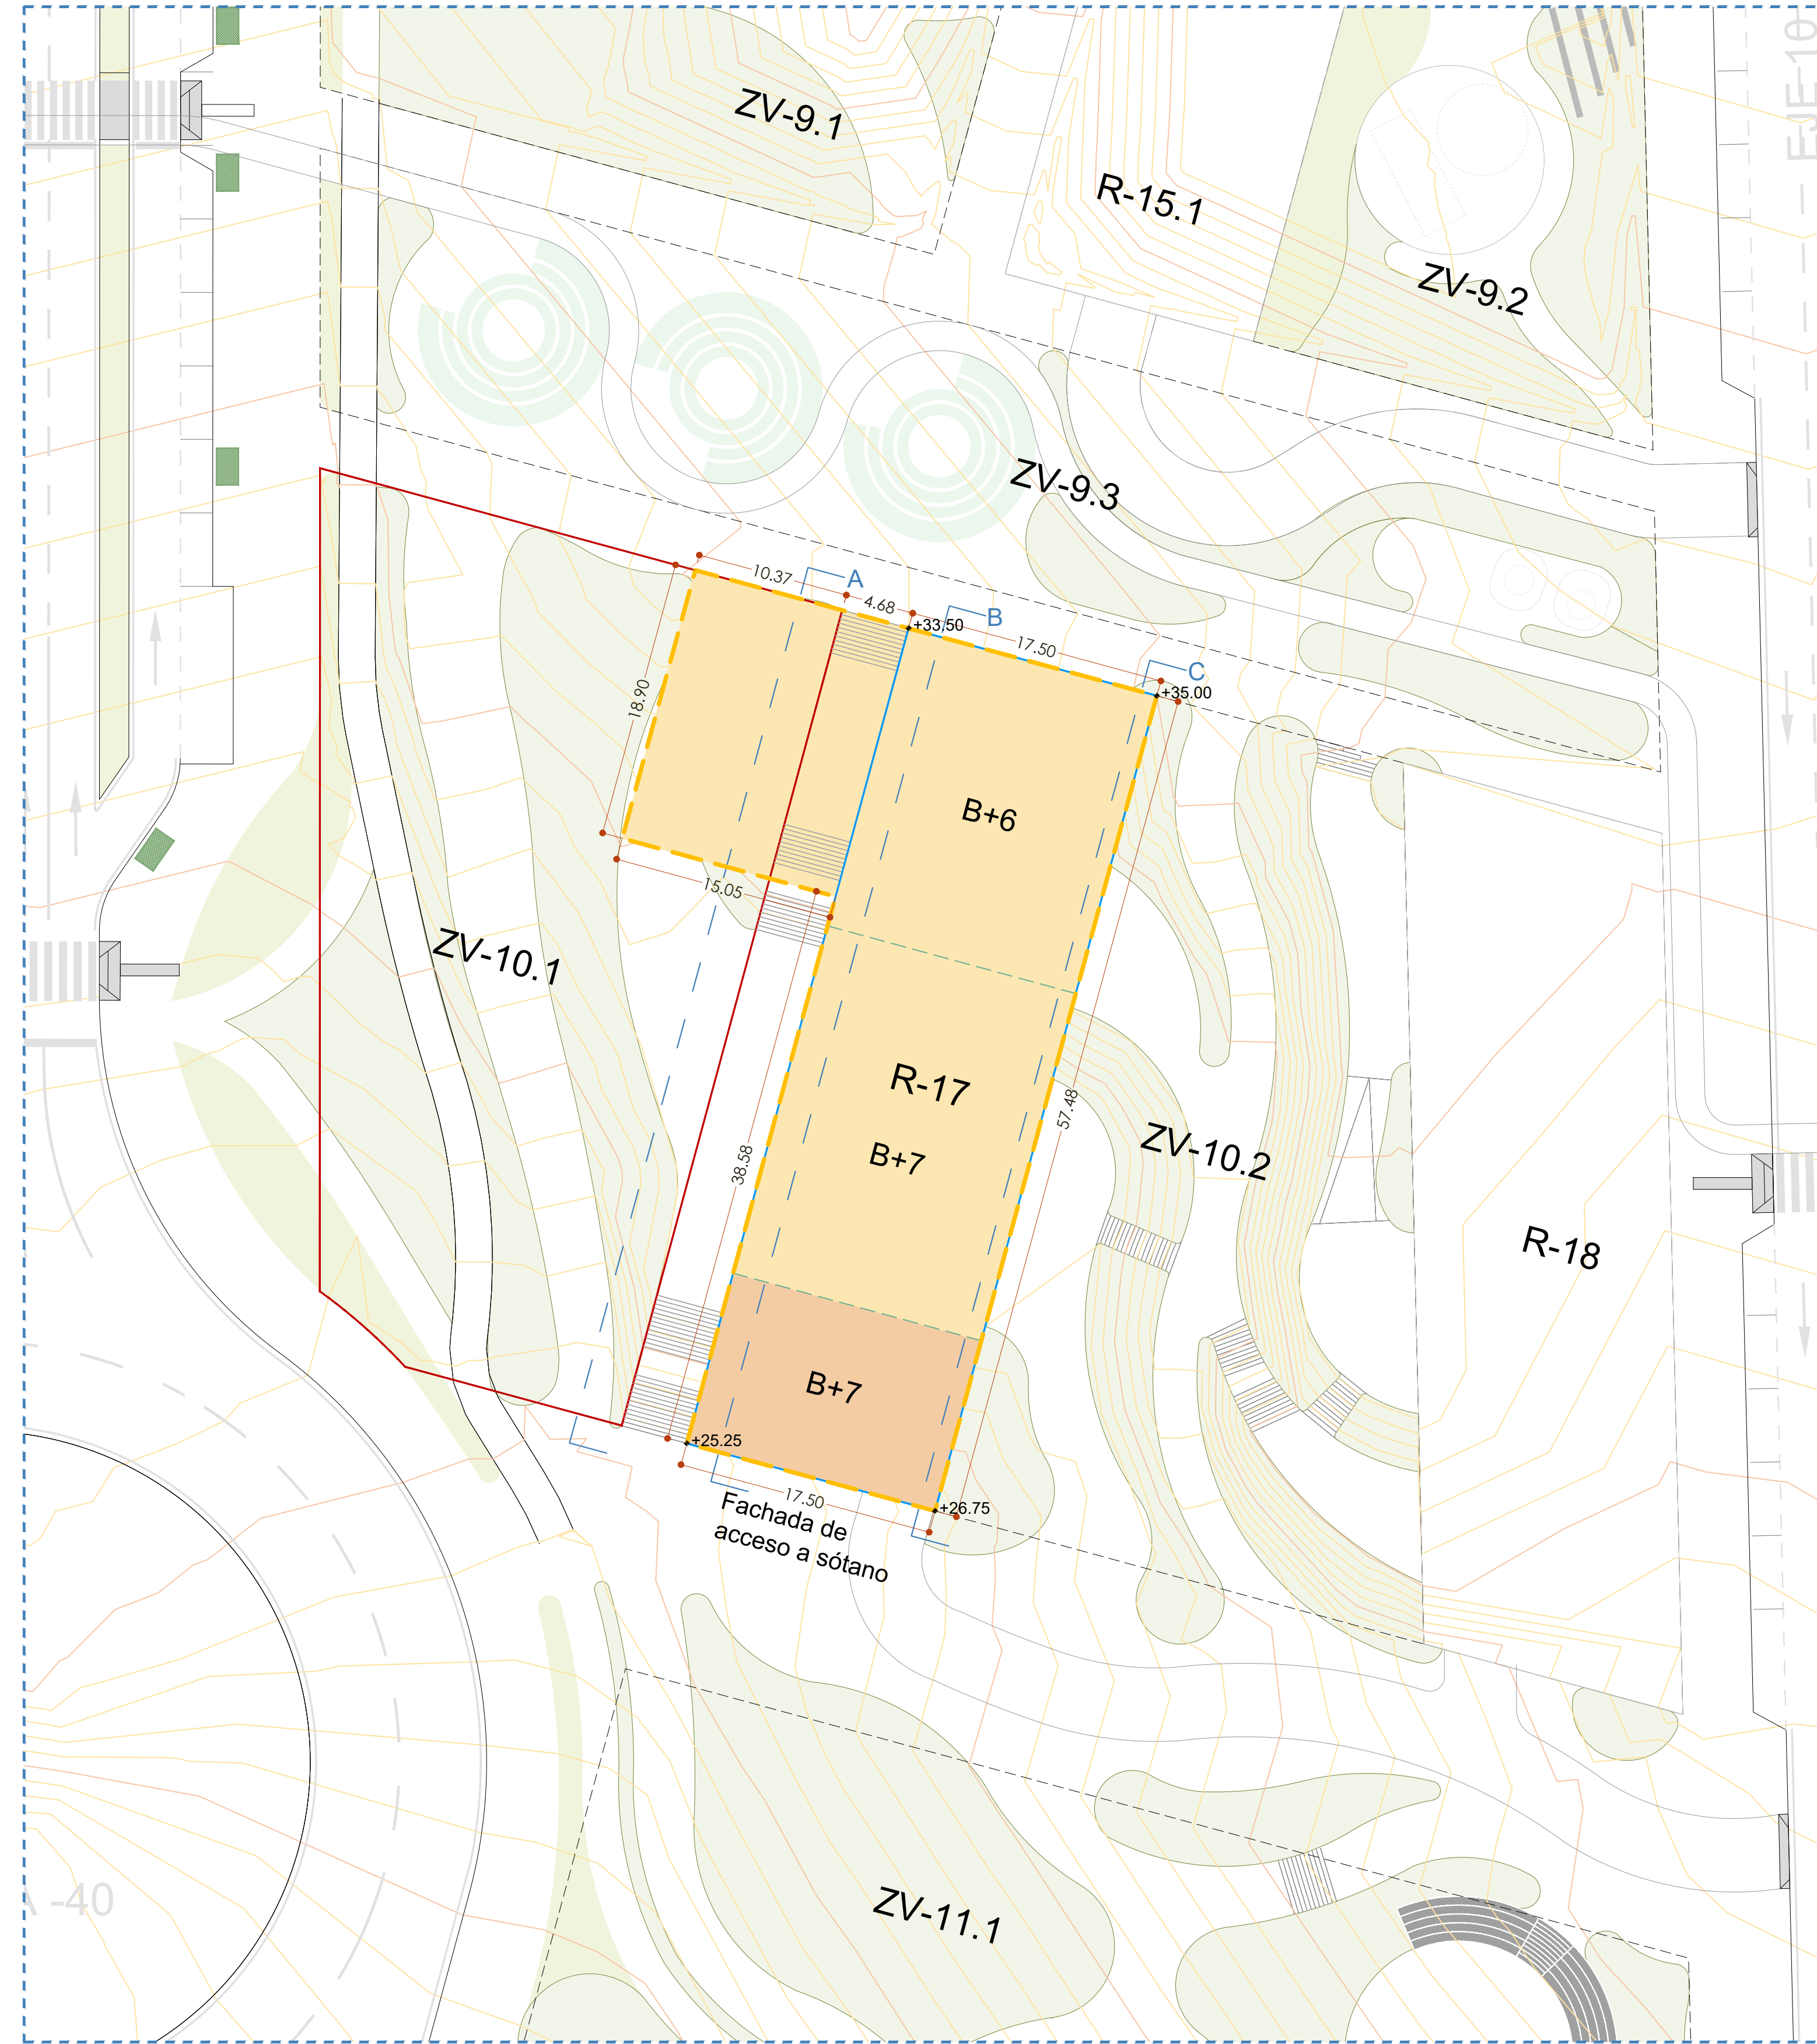 EJE-10
ZV-9.1
R-15.1
ZV-9.2
ZV-9.3
10.37
A
4.68
B
+33,50
17.50
C
+35.00
18.90
B+6
15.05
ZV-10.1
R-17
57.48
ZV-10.2
B+7
38.58
R-18
B+7
+25.25
17.50
+26.75
Fachada de
acceso a sótano
-40
ZV-11.1